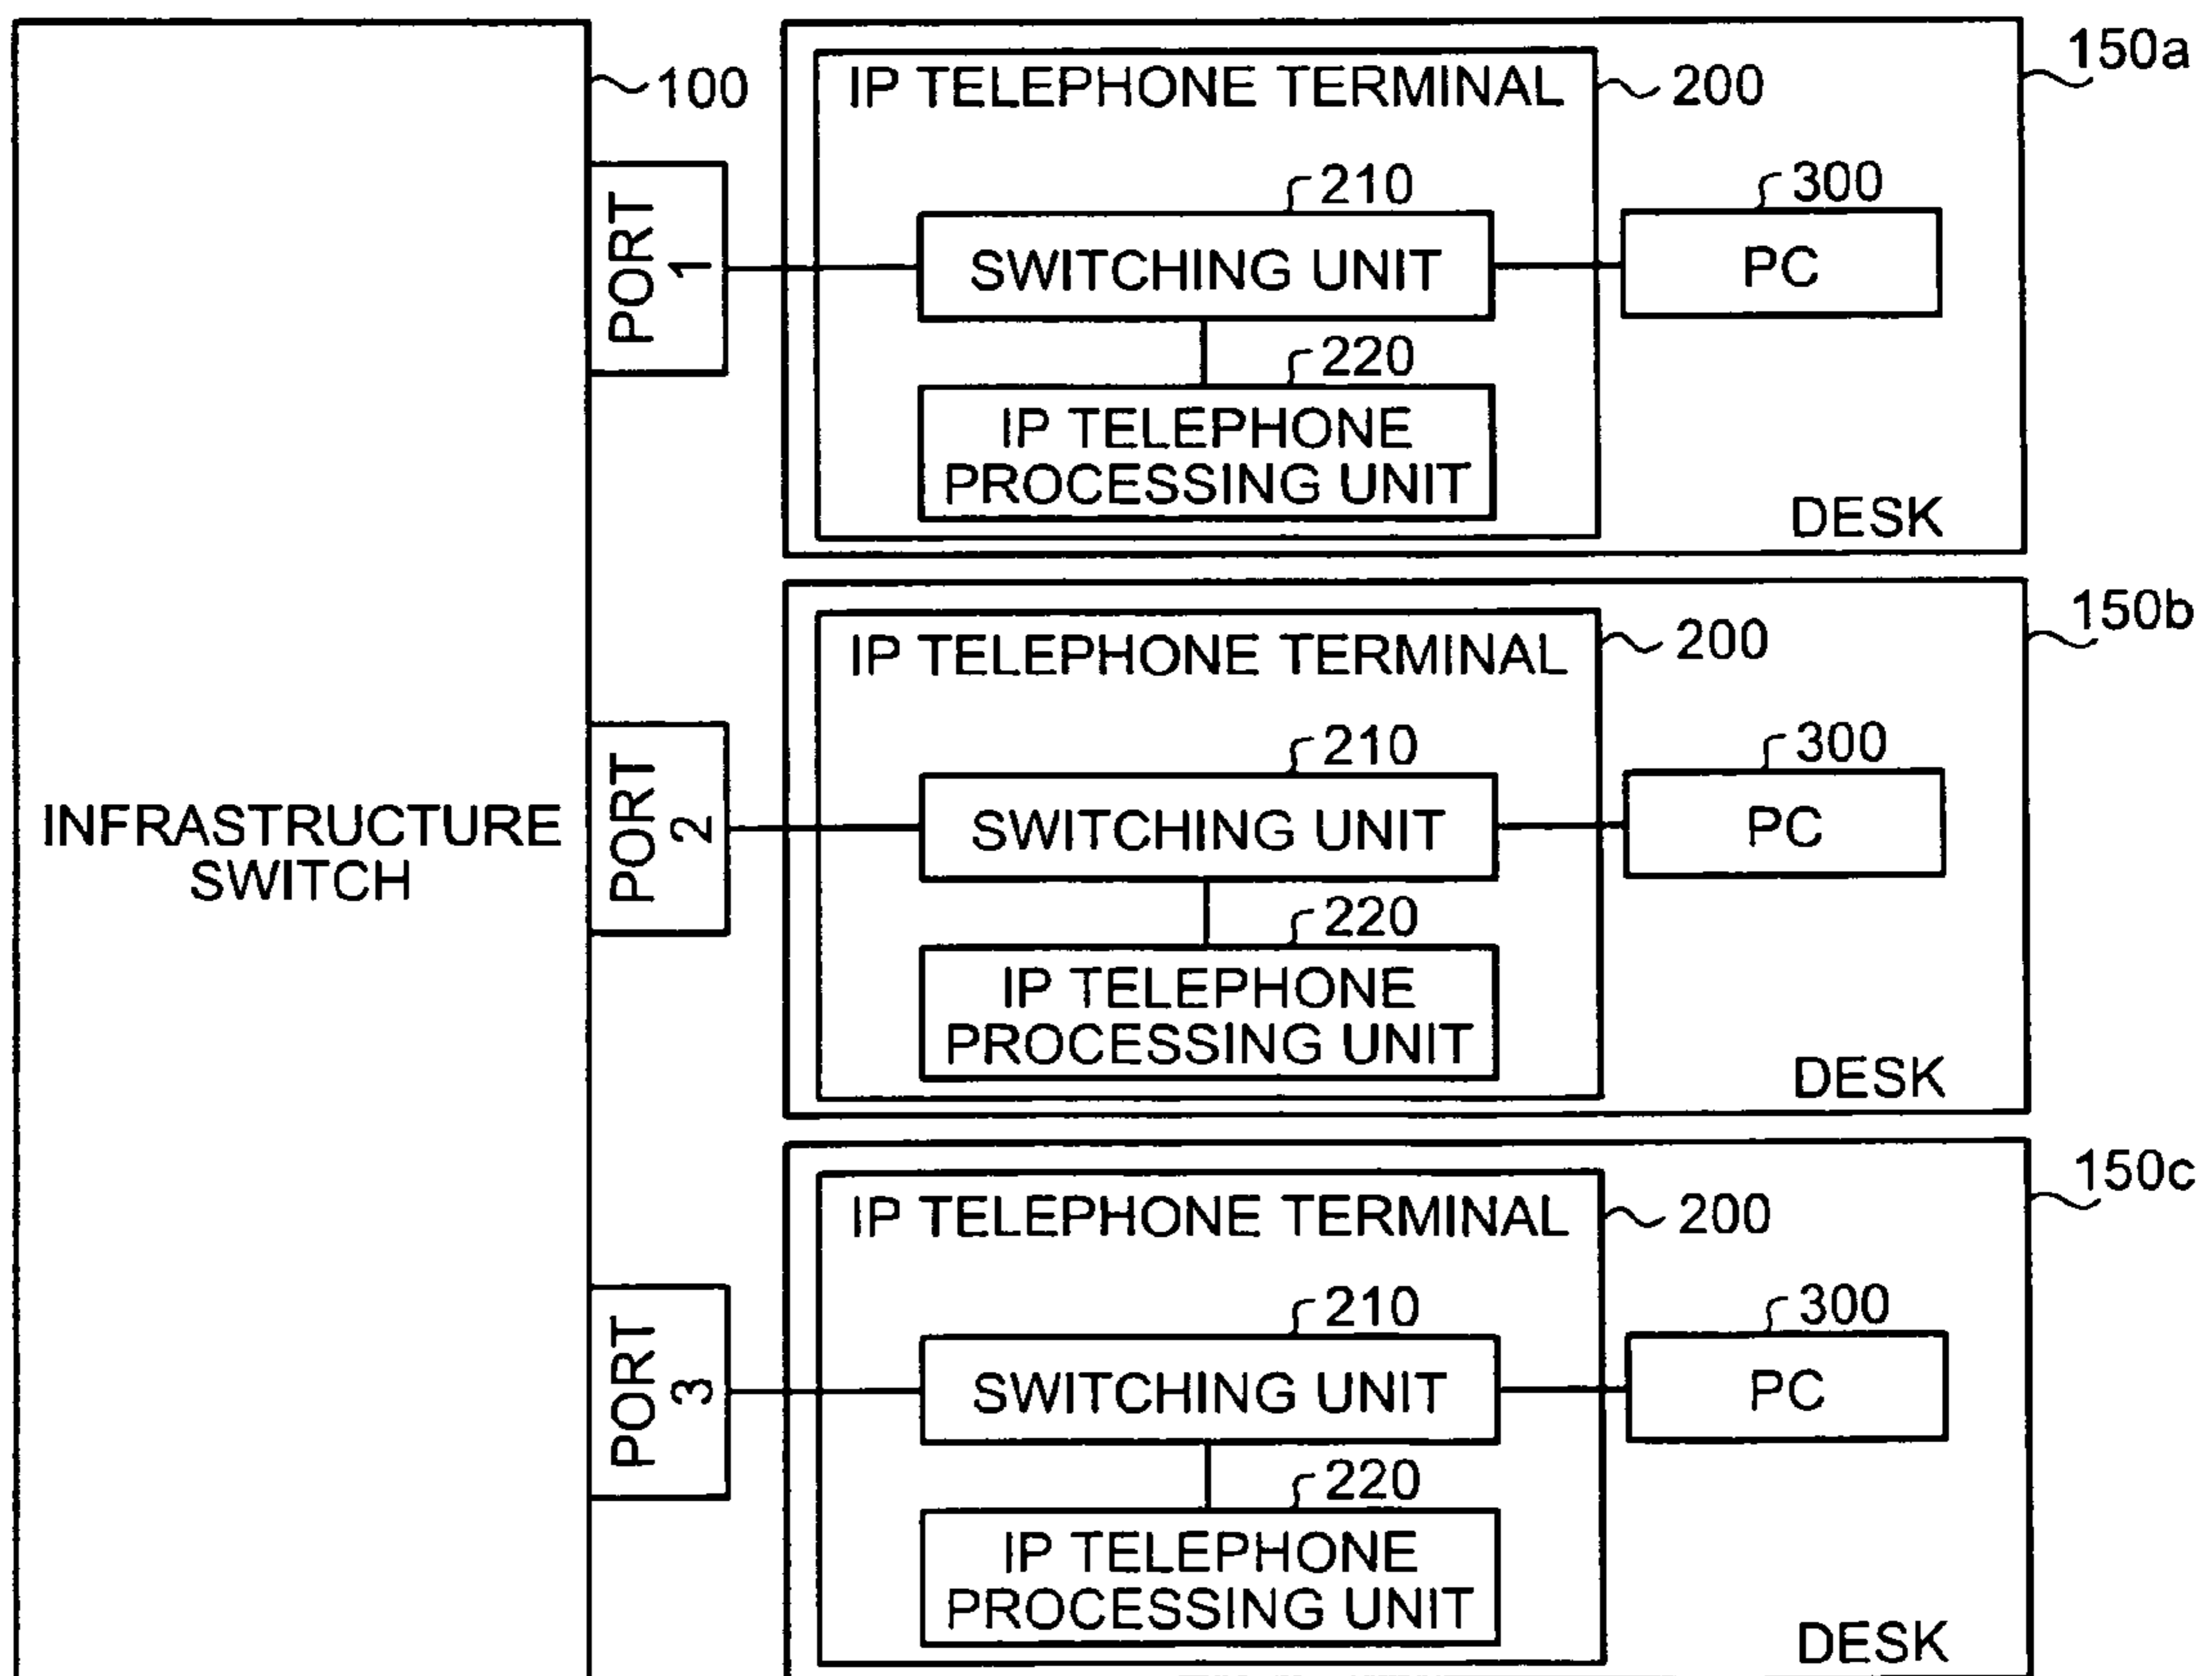 100
PORT 1
IP TELEPHONE TERMINAL
200
150a
210
SWITCHING UNIT
300
PC
220
IP TELEPHONE
PROCESSING UNIT
DESK
INFRASTRUCTURE
SWITCH
PORT 2
IP TELEPHONE TERMINAL
200
150b
210
SWITCHING UNIT
300
PC
220
IP TELEPHONE
PROCESSING UNIT
DESK
PORT 3
IP TELEPHONE TERMINAL
200
150c
210
SWITCHING UNIT
300
PC
220
IP TELEPHONE
PROCESSING UNIT
DESK